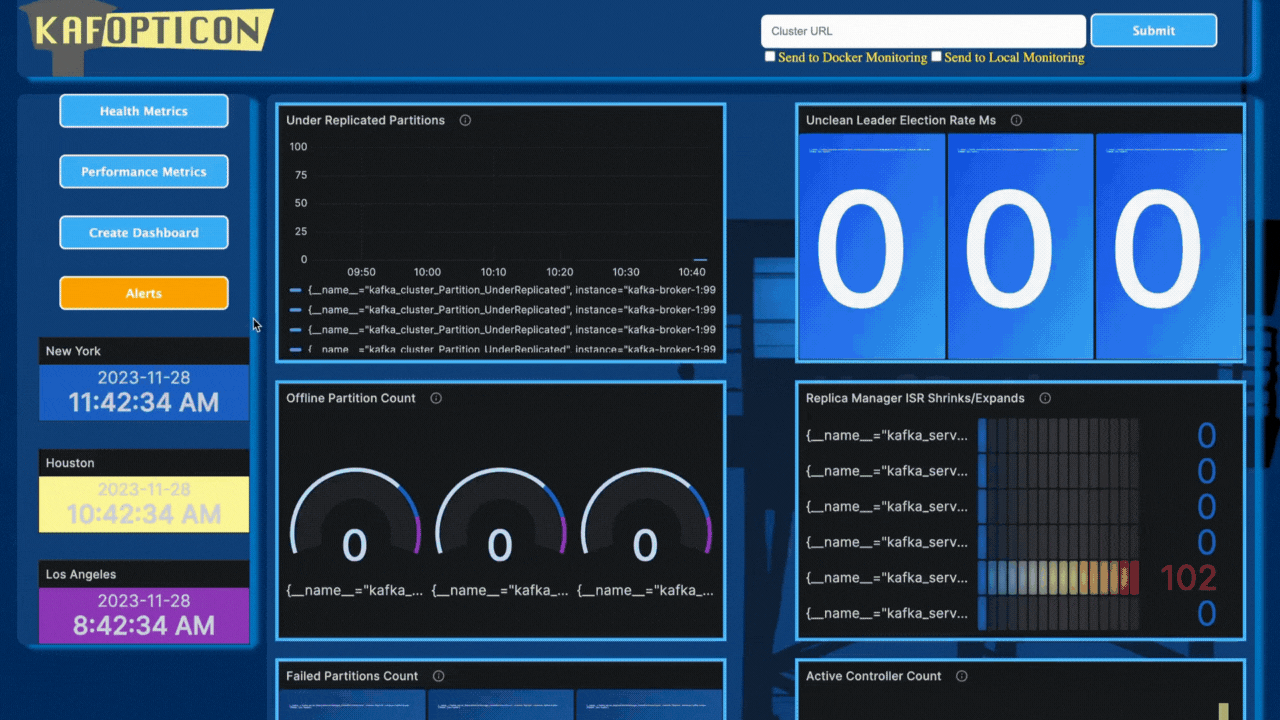 KAFOPTICON
Cluster URL
Submit
Send to Docker Monitoring
Send to Local Monitoring
Health Metrics
Performance Metrics
Create Dashboard
Alerts
New York
2023-11-28
11:42:34 AM
Houston
2023-11-28
10:42:34 AM
Los Angeles
2023-11-28
8:42:34 AM
Under Replicated Partitions
100
75
50
25
0
09:50 10:00 10:10 10:20 10:30 10:40
{__name__="kafka_cluster_Partition_UnderReplicated", instance="kafka-broker-1:99
{__name__="kafka_cluster_Partition_UnderReplicated", instance="kafka-broker-1:99
{__name__="kafka_cluster_Partition_UnderReplicated", instance="kafka-broker-1:99
{__name__="kafka_cluster_Partition_UnderReplicated", instance="kafka-broker-1:99
Unclean Leader Election Rate Ms
0 0 0
Offline Partition Count
0 0 0
{__name__="kafka_... {__name__="kafka_... {__name__="kafka_...
Replica Manager ISR Shrinks/Expands
{__name__="kafka_serv... 0
{__name__="kafka_serv... 0
{__name__="kafka_serv... 0
{__name__="kafka_serv... 0
{__name__="kafka_serv... 102
{__name__="kafka_serv... 0
Failed Partitions Count
Active Controller Count